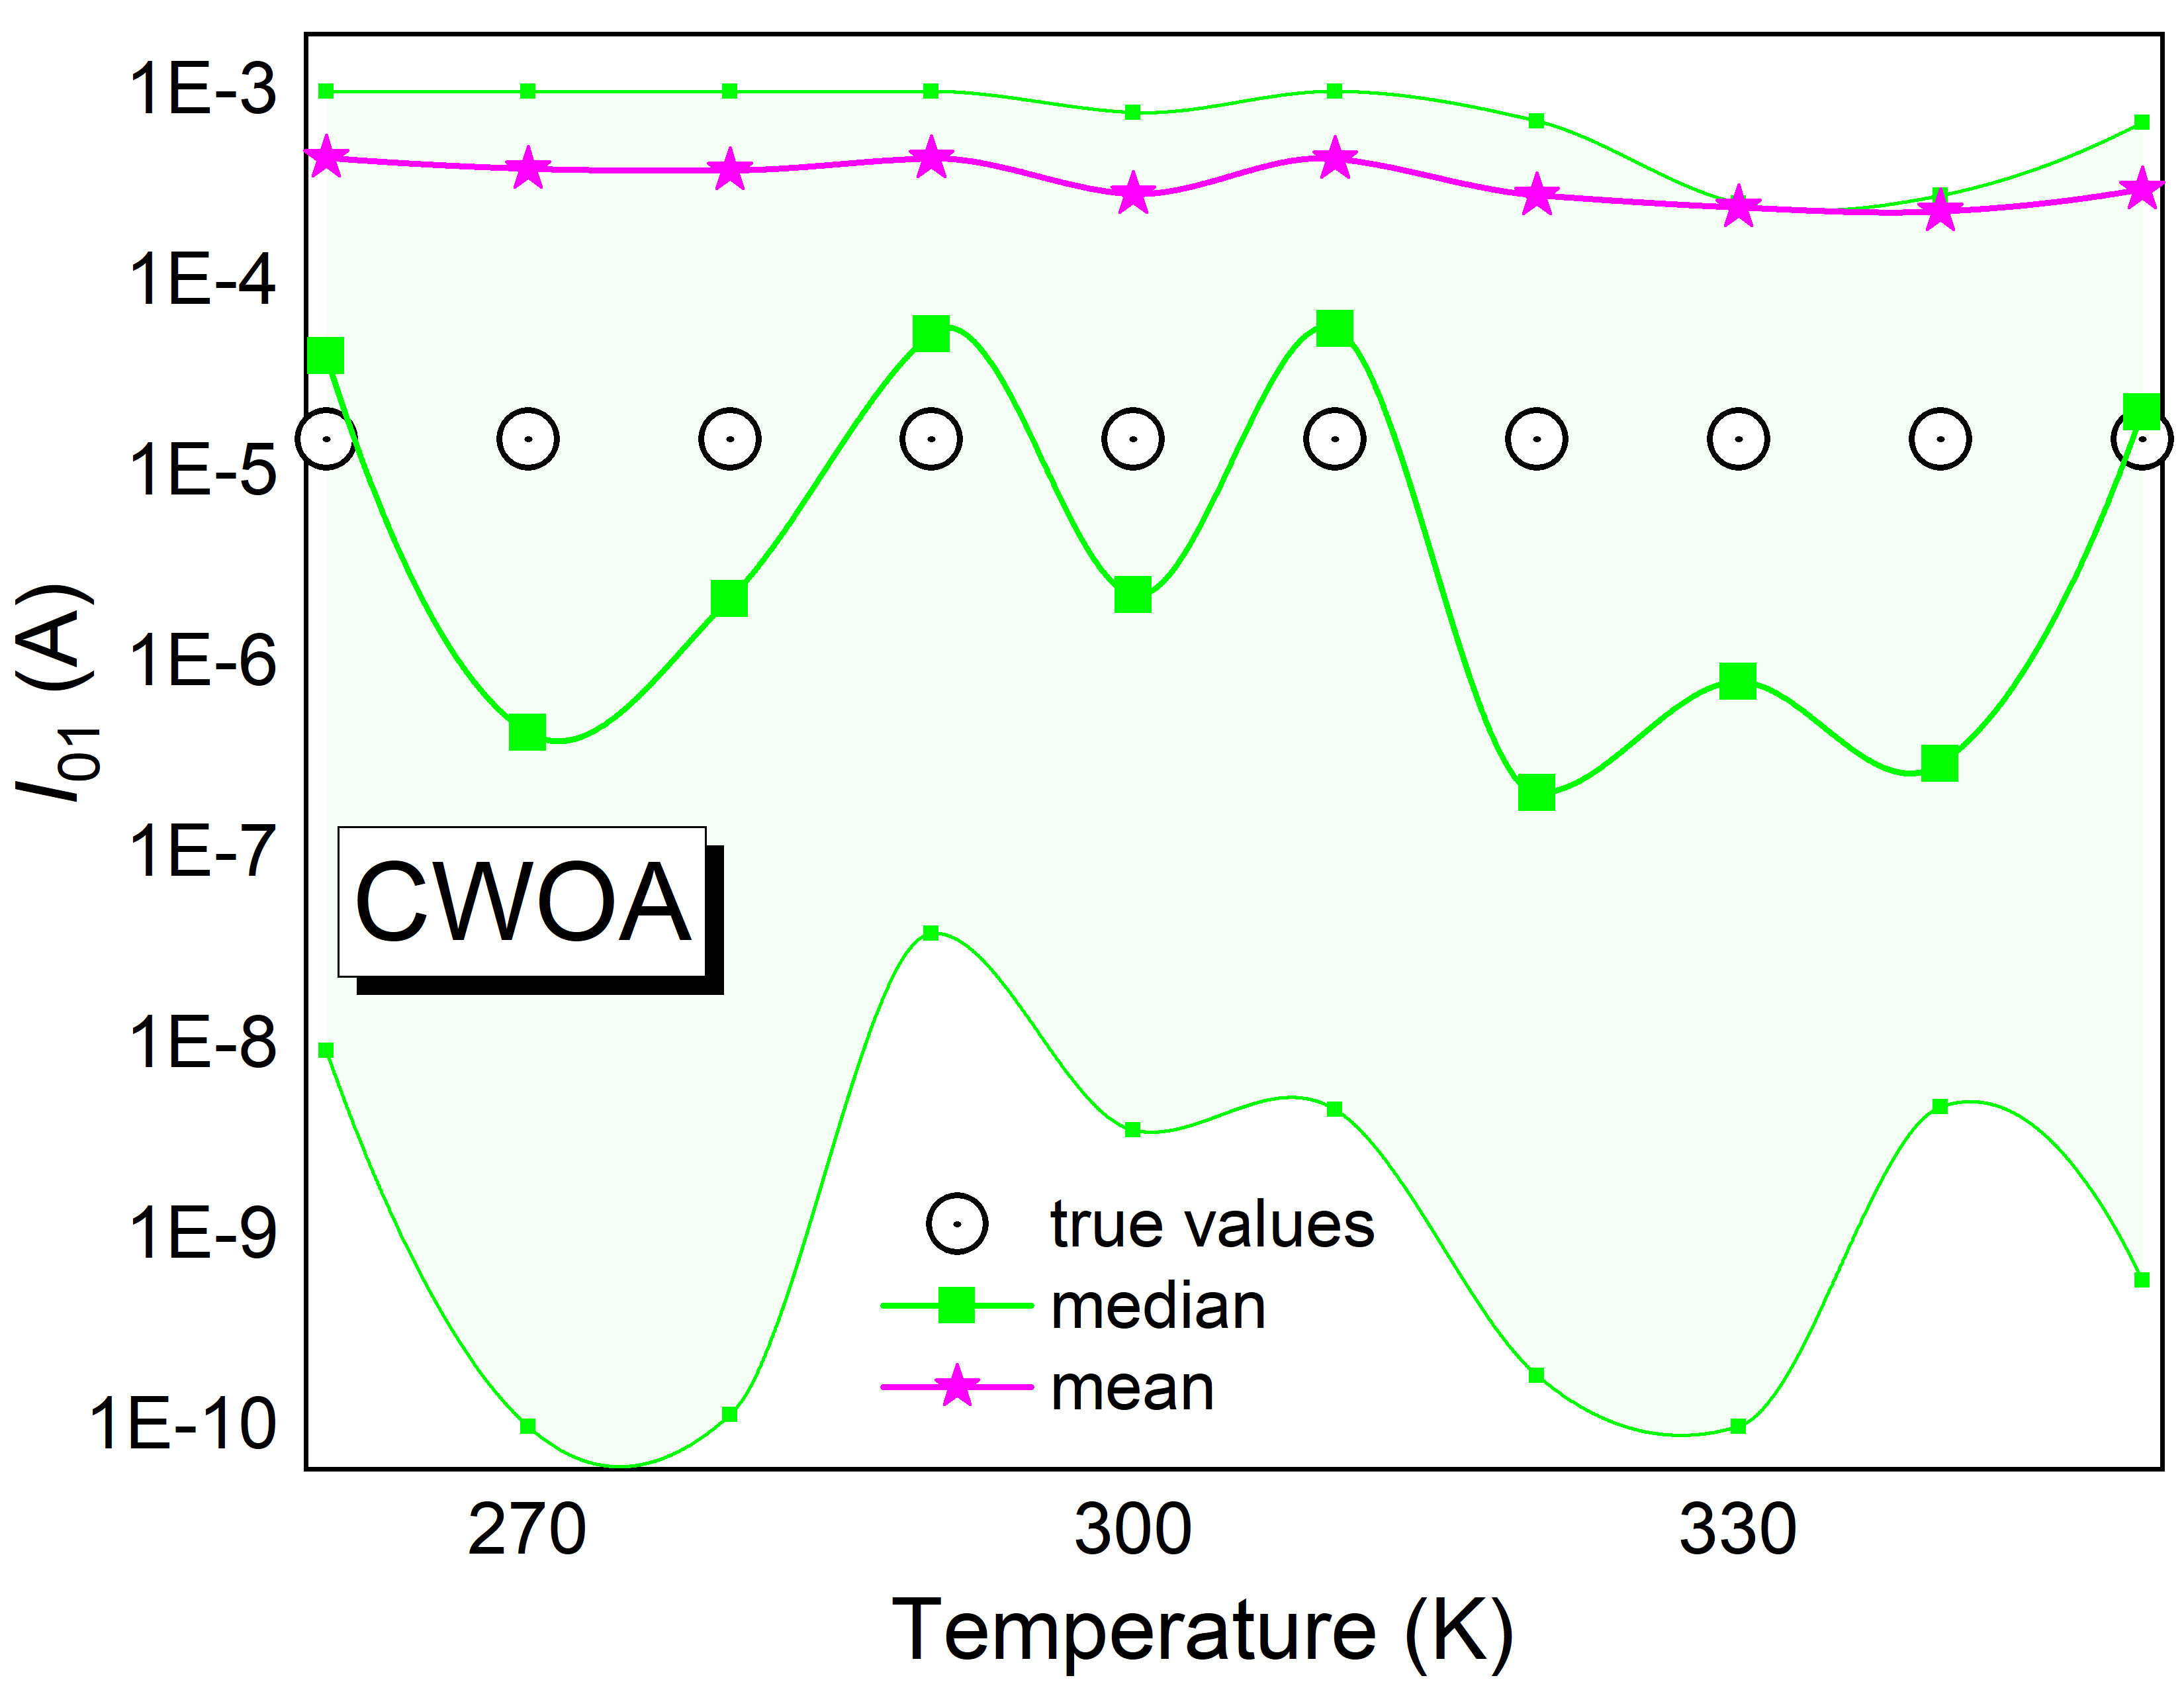 1E-3
1E-4
1E-5
1E-6
1E-7
1E-8
1E-9
1E-10
I01 (A)
CWOA
true values
median
mean
270 300 330
Temperature (K)